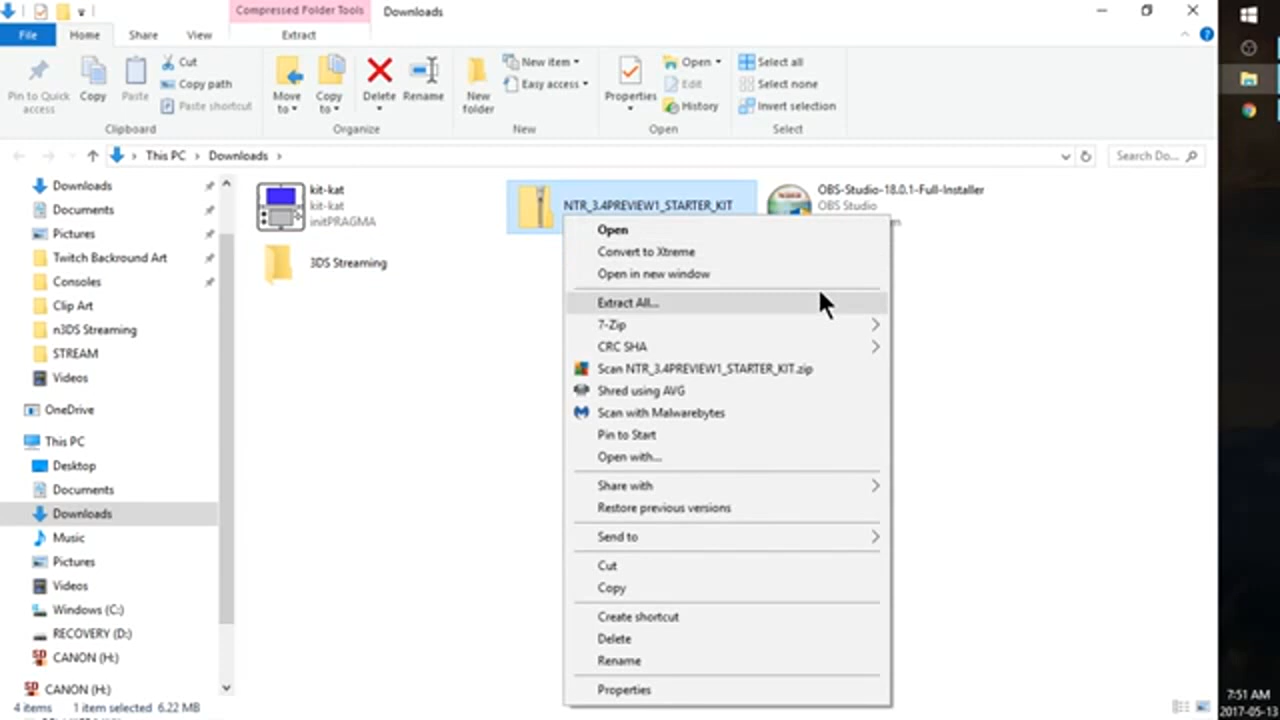 Compressed Folder Tools
Downloads
File
Home
Share
View
Extract
Pin to Quick access
Copy
Paste
Cut
Copy path
Paste shortcut
Clipboard
Move to
Copy to
Delete
Rename
Organize
New folder
New item
Easy access
New
Properties
Open
Edit
History
Open
Select all
Select none
Invert selection
Select
This PC
Downloads
Search Do...
Downloads
Documents
Pictures
Twitch Backround Art
Consoles
Clip Art
n3DS Streaming
STREAM
Videos
OneDrive
This PC
Desktop
Documents
Downloads
Music
Pictures
Videos
Windows (C:)
RECOVERY (D:)
CANON (H:)
CANON (H:)
kit-kat
kit-kat
initPRAGMA
3DS Streaming
NTR_3.4PREVIEW1_STARTER_KIT
OBS-Studio-18.0.1-Full-Installer
OBS Studio
Open
Convert to Xtreme
Open in new window
Extract All...
7-Zip
CRC SHA
Scan NTR_3.4PREVIEW1_STARTER_KIT.zip
Shred using AVG
Scan with Malwarebytes
Pin to Start
Open with...
Share with
Restore previous versions
Send to
Cut
Copy
Create shortcut
Delete
Rename
Properties
4 items
1 item selected 6.22 MB
7:51 AM
2017-05-13